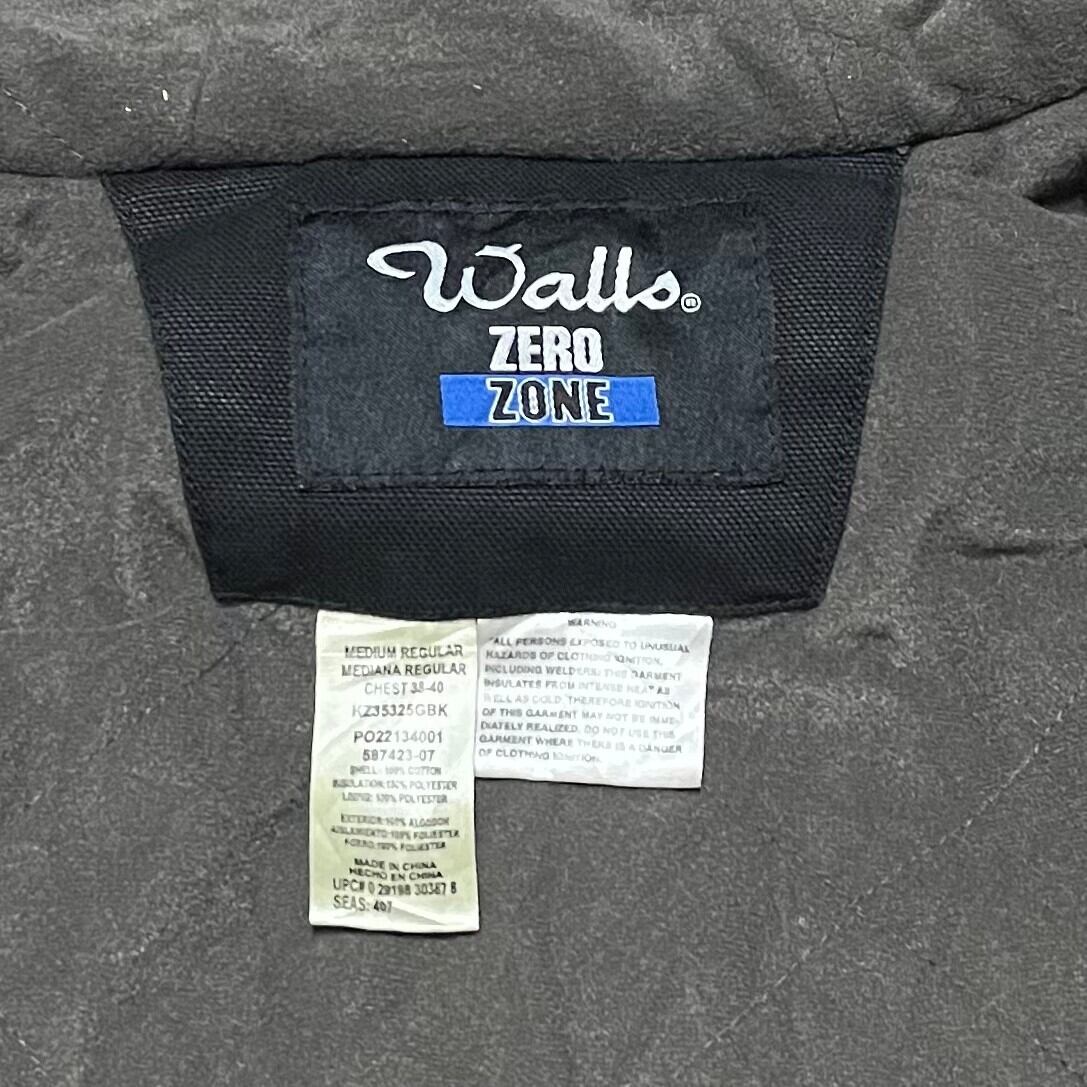 Walls®
ZERO
ZONE
MEDIUM REGULAR
MEDIANA REGULAR
CHEST 38-40
KZ35325GBK
PO22134001
587423-07
SHELL: 100% COTTON
INSULATION: 100% POLYESTER
LINING: 100% POLYESTER
EXTERIOR: 100% ALGODON
AISLAMIENTO: 100% POLIESTER
FORRO: 100% POLIESTER
MADE IN CHINA
HECHO EN CHINA
UPC# 0 29198 30367 8
SEAS: 407
WARNING
"ALL PERSONS EXPOSED TO UNUSUAL
HAZARDS OF CLOTHING IGNITION,
INCLUDING WELDERS: THIS GARMENT
INSULATES FROM INTENSE HEAT AS
WELL AS COLD. THEREFORE IGNITION
OF THIS GARMENT MAY NOT BE IMME-
DIATELY REALIZED. DO NOT USE THIS
GARMENT WHERE THERE IS A DANGER
OF CLOTHING IGNITION.